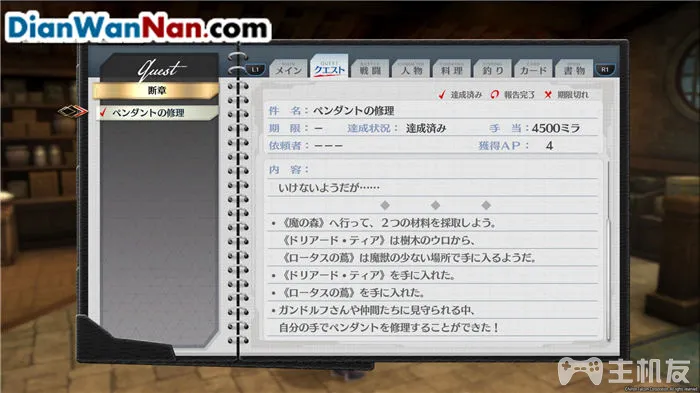 DianWanNan.com
quest
断章
ペンダントの修理
L1
メイン
QUEST
クエスト
戦闘
人物
料理
釣り
カード
書物
R1
達成済み
報告完了
期限切れ
件 名： ペンダントの修理
期 限： － 達成状況： 達成済み 手 当： 4500ミラ
依頼者： －－－ 獲得AP： 4
内 容：
いけないようだが……
・《魔の森》へ行って、２つの材料を採取しよう。
《ドリアード・ティア》は樹木のウロから、
《ロータスの蔦》は魔獣の少ない場所で手に入るようだ。
・《ドリアード・ティア》を手に入れた。
・《ロータスの蔦》を手に入れた。
・ガンドルフさんや仲間たちに見守られる中、
自分の手でペンダントを修理することができた！
主机友